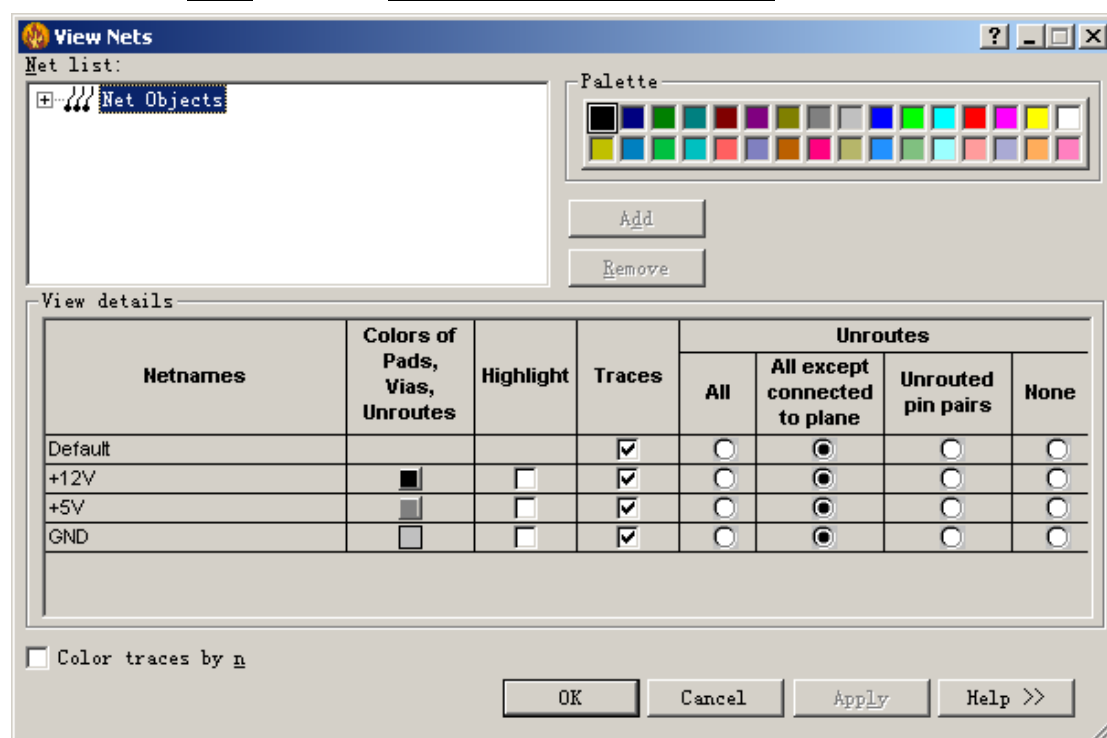 View Nets
Net list:
Net Objects
Palette
Add
Remove
View details
Netnames
Colors of Pads, Vias, Unroutes
Highlight
Traces
Unroutes
All
All except connected to plane
Unrouted pin pairs
None
Default
+12V
+5V
GND
Color traces by n
OK
Cancel
Apply
Help >>